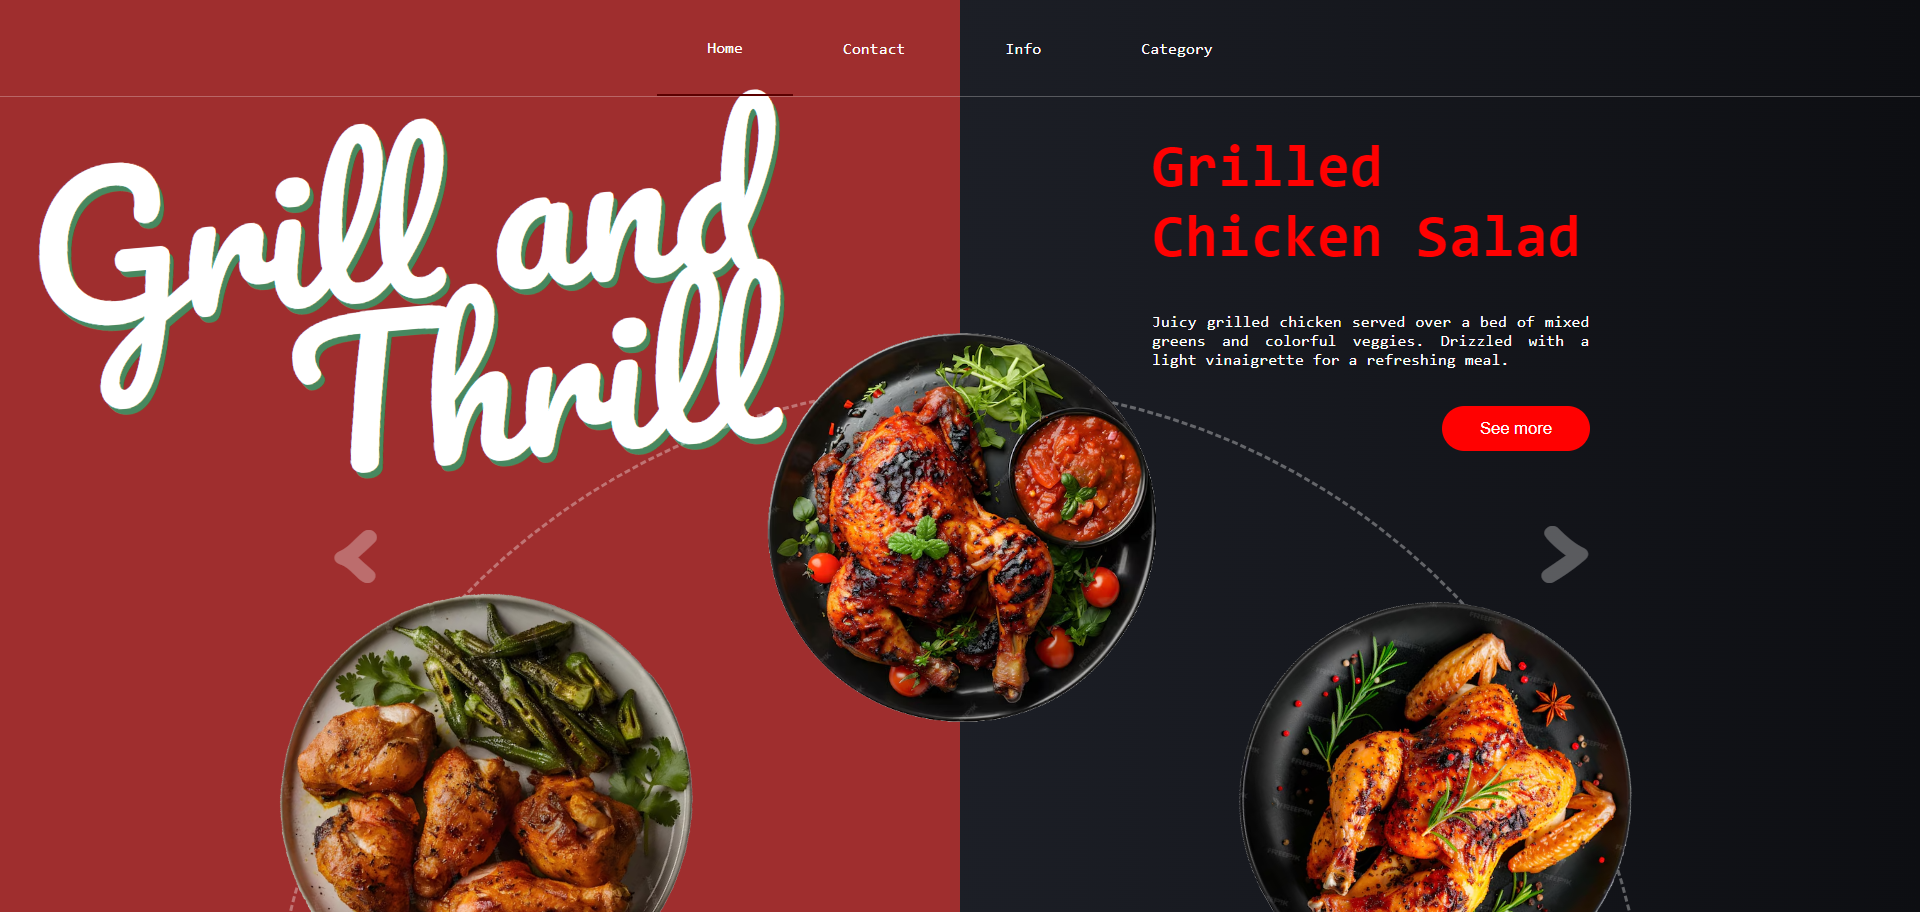 Home
Contact
Info
Category
Grill and
Thrill
Grilled
Chicken Salad
Juicy grilled chicken served over a bed of mixed
greens and colorful veggies. Drizzled with a
light vinaigrette for a refreshing meal.
See more